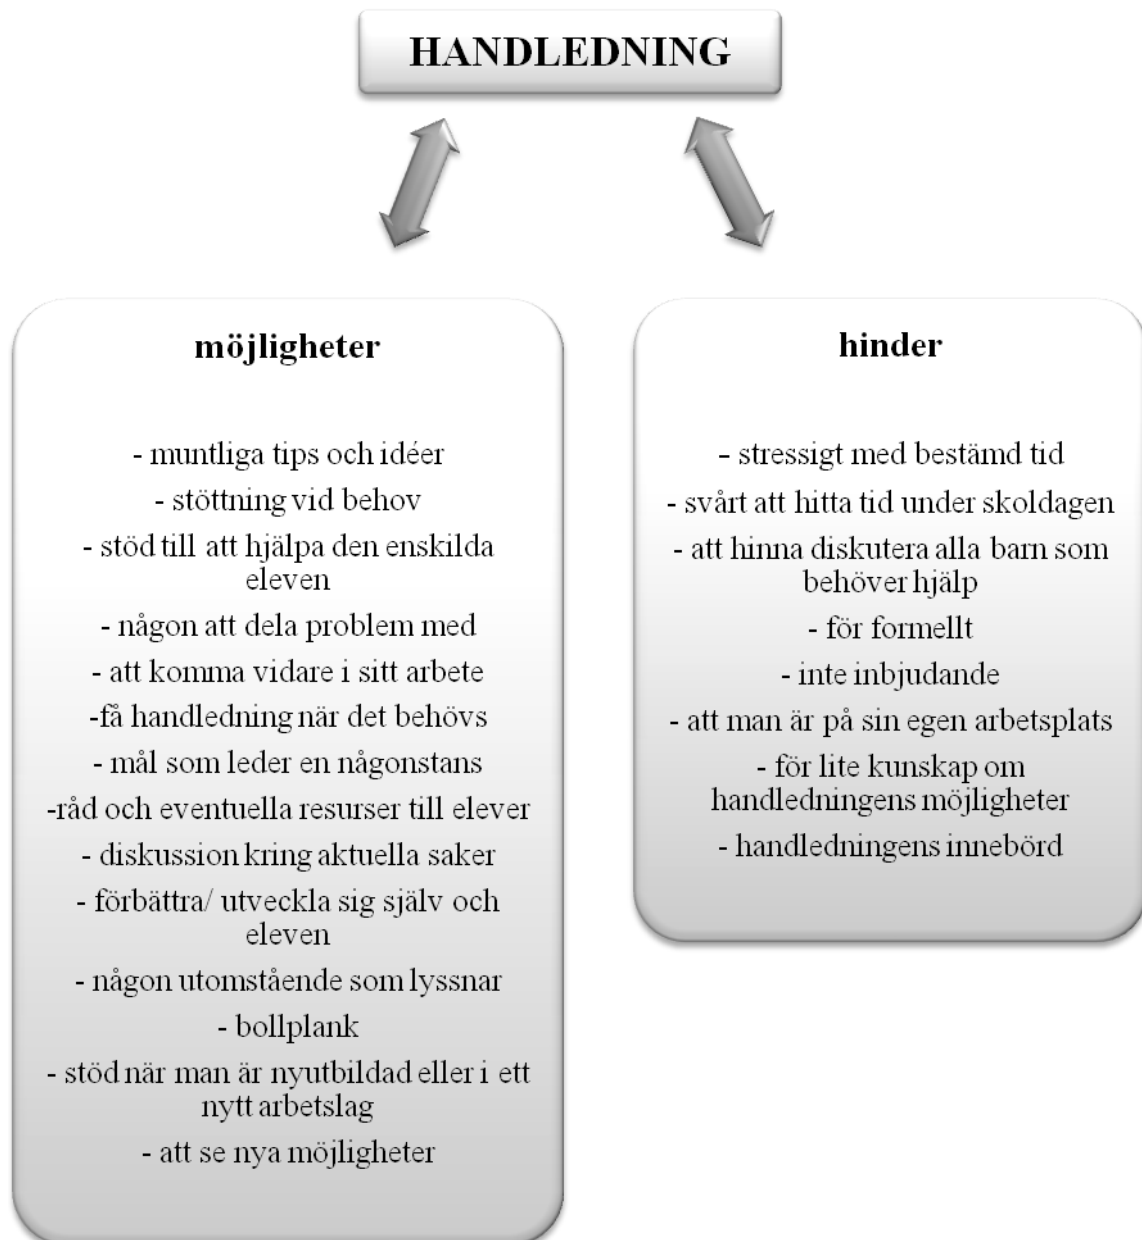 HANDLEDNING
möjligheter
- muntliga tips och idéer
- stöttning vid behov
- stöd till att hjälpa den enskilda
eleven
- någon att dela problem med
- att komma vidare i sitt arbete
-få handledning när det behövs
- mål som leder en någonstans
-råd och eventuella resurser till elever
- diskussion kring aktuella saker
- förbättra/ utveckla sig själv och
eleven
- någon utomstående som lyssnar
- bollplank
- stöd när man är nyutbildad eller i ett
nytt arbetslag
- att se nya möjligheter
hinder
- stressigt med bestämd tid
- svårt att hitta tid under skoldagen
- att hinna diskutera alla barn som
behöver hjälp
- för formellt
- inte inbjudande
- att man är på sin egen arbetsplats
- för lite kunskap om
handledningens möjligheter
- handledningens innebörd